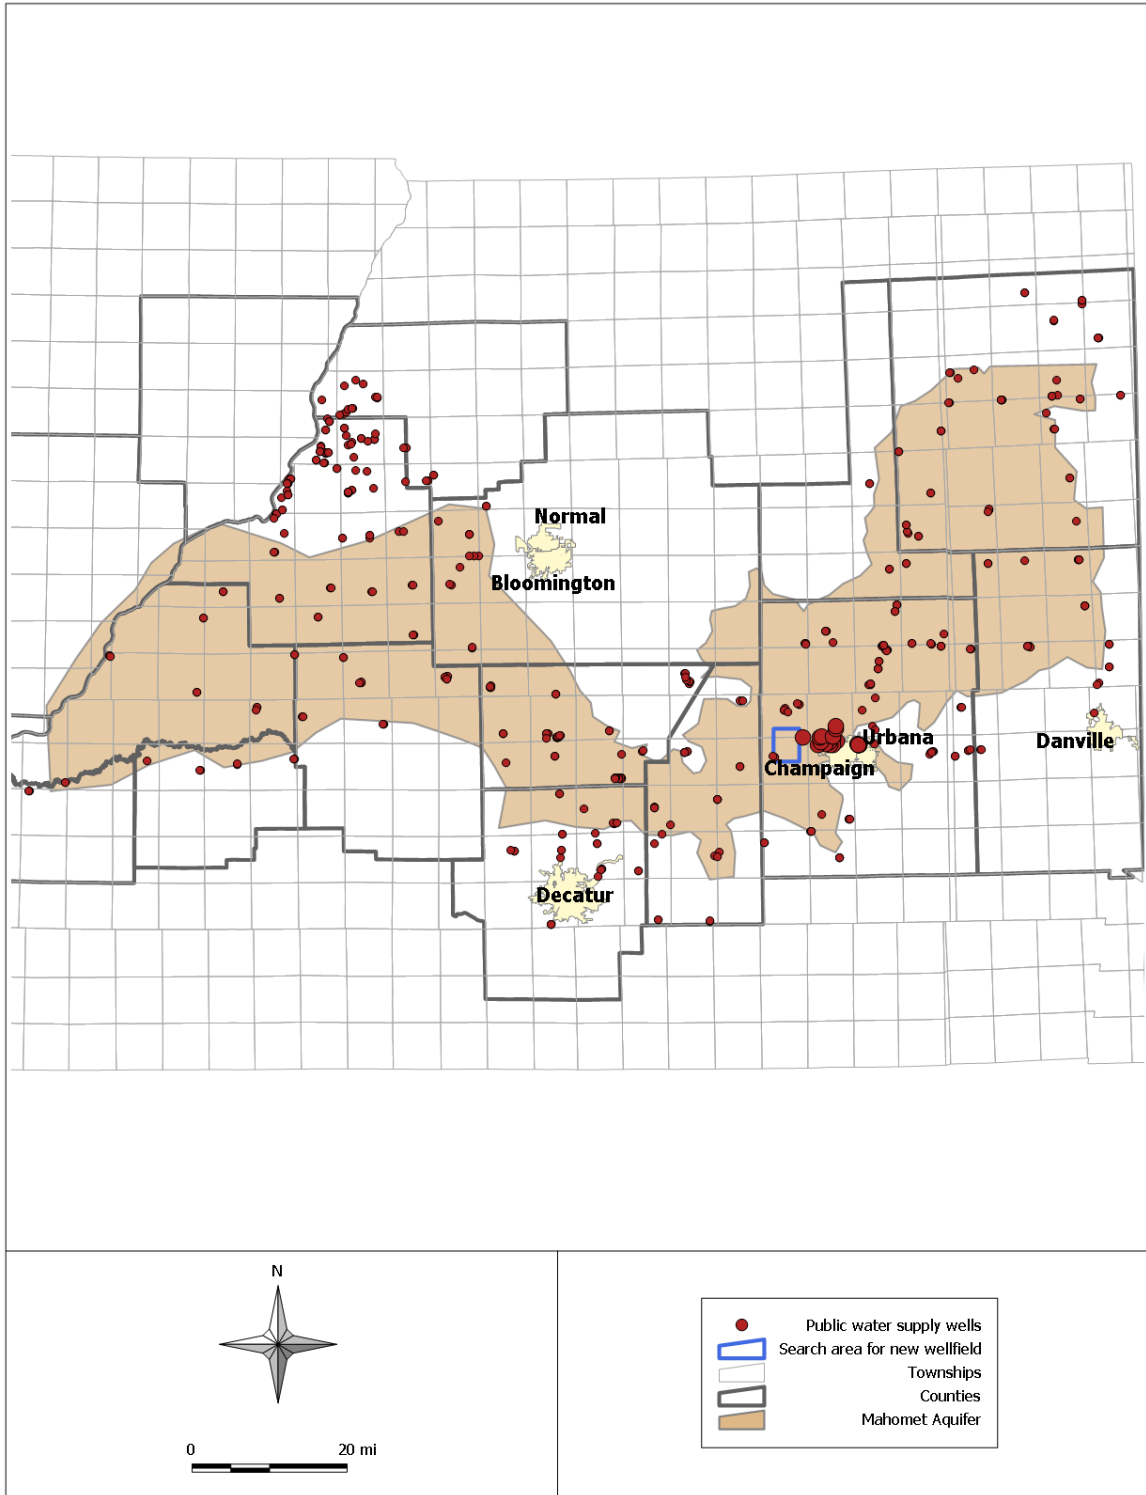 Normal
Bloomington
Urbana
Danville
Champaign
Decatur
N
0 20 mi
Public water supply wells
Search area for new wellfield
Townships
Counties
Mahomet Aquifer